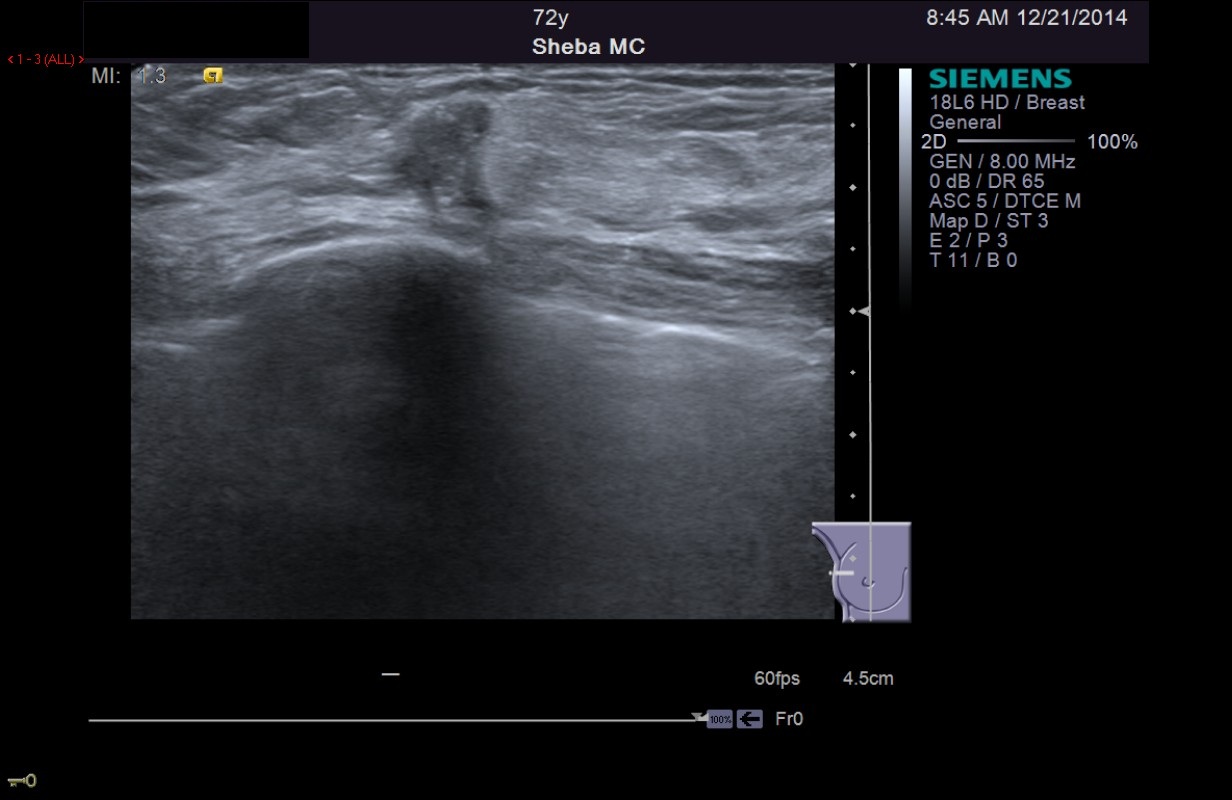 72y
8:45 AM 12/21/2014
Sheba MC
< 1 - 3 (ALL) >
MI: 1.3
SIEMENS
18L6 HD / Breast
General
2D 100%
GEN / 8.00 MHz
0 dB / DR 65
ASC 5 / DTCE M
Map D / ST 3
E 2 / P 3
T 11 / B 0
60fps 4.5cm
100% Fr0